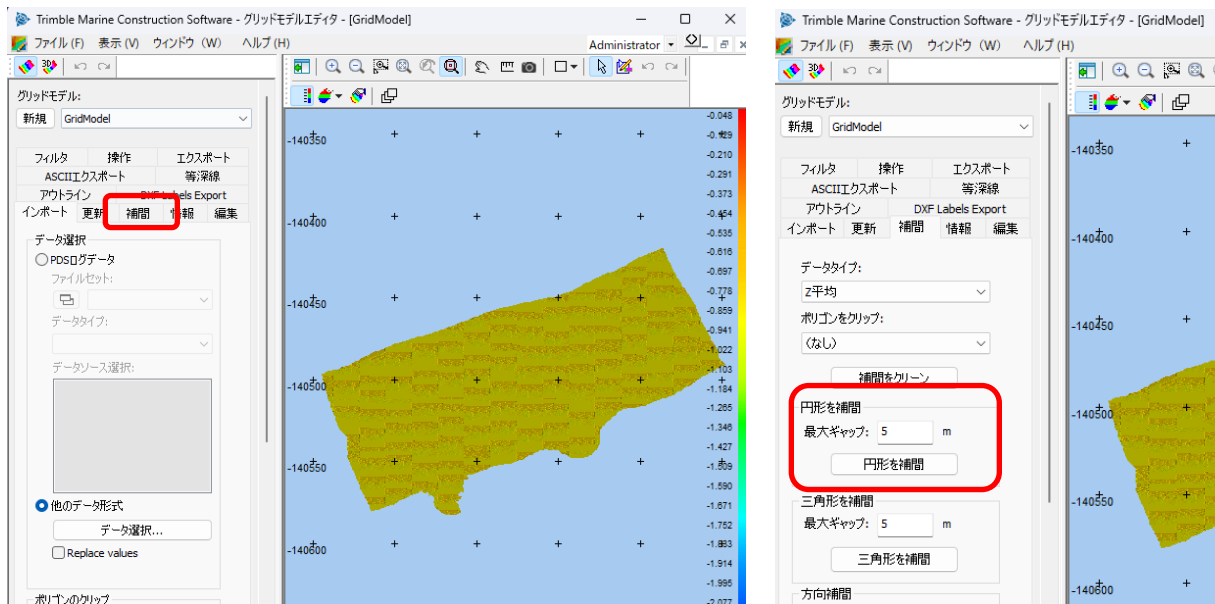 Trimble Marine Construction Software - グリッドモデルエディタ - [GridModel]
ファイル (F) 表示 (V) ウィンドウ (W) ヘルプ (H)
Administrator
グリッドモデル:
新規 GridModel
フィルタ 操作 エクスポート
ASCIIエクスポート 等深線
アウトライン DXF Labels Export
インポート 更新 補間 情報 編集
データ選択
PDSログデータ
ファイルセット:
データタイプ:
データソース選択:
他のデータ形式
データ選択...
Replace values
ポリゴンのクリップ
-140350
-140400
-140450
-140500
-140550
-140600
-0.048
-0.129
-0.210
-0.291
-0.373
-0.454
-0.535
-0.616
-0.697
-0.778
-0.859
-0.941
-1.022
-1.103
-1.184
-1.265
-1.346
-1.427
-1.509
-1.590
-1.671
-1.752
-1.833
-1.914
-1.995
-2.077
Trimble Marine Construction Software - グリッドモデルエディタ - [GridModel]
ファイル (F) 表示 (V) ウィンドウ (W) ヘルプ (H)
グリッドモデル:
新規 GridModel
フィルタ 操作 エクスポート
ASCIIエクスポート 等深線
アウトライン DXF Labels Export
インポート 更新 補間 情報 編集
データタイプ:
Z平均
ポリゴンをクリップ:
(なし)
補間をクリーン
円形を補間
最大ギャップ: 5 m
円形を補間
三角形を補間
最大ギャップ: 5 m
三角形を補間
方向補間
-140350
-140400
-140450
-140500
-140550
-140600